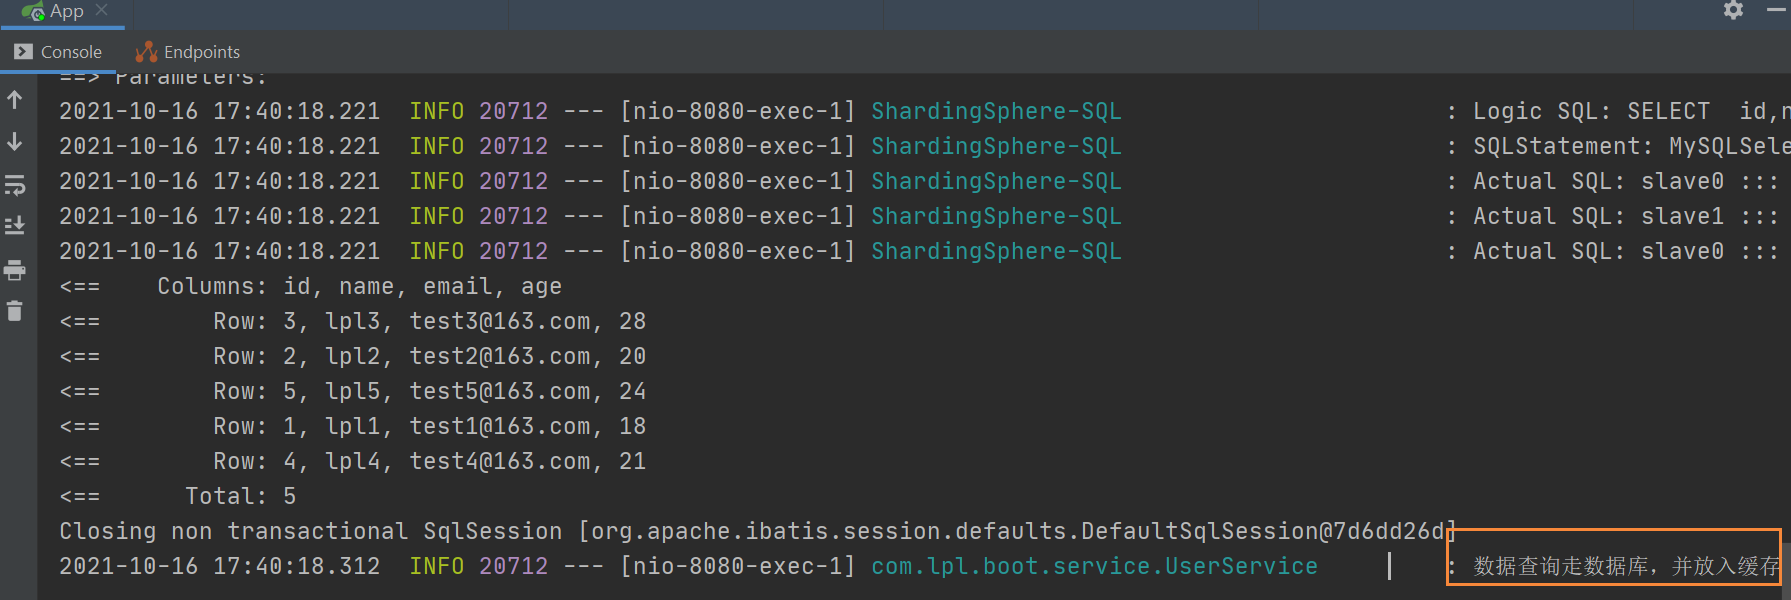 App
Console Endpoints
==> Parameters:
2021-10-16 17:40:18.221 INFO 20712 --- [nio-8080-exec-1] ShardingSphere-SQL : Logic SQL: SELECT id,n
2021-10-16 17:40:18.221 INFO 20712 --- [nio-8080-exec-1] ShardingSphere-SQL : SQLStatement: MySQLSele
2021-10-16 17:40:18.221 INFO 20712 --- [nio-8080-exec-1] ShardingSphere-SQL : Actual SQL: slave0 :::
2021-10-16 17:40:18.221 INFO 20712 --- [nio-8080-exec-1] ShardingSphere-SQL : Actual SQL: slave1 :::
2021-10-16 17:40:18.221 INFO 20712 --- [nio-8080-exec-1] ShardingSphere-SQL : Actual SQL: slave0 :::
<== Columns: id, name, email, age
<== Row: 3, lpl3, test3@163.com, 28
<== Row: 2, lpl2, test2@163.com, 20
<== Row: 5, lpl5, test5@163.com, 24
<== Row: 1, lpl1, test1@163.com, 18
<== Row: 4, lpl4, test4@163.com, 21
<== Total: 5
Closing non transactional SqlSession [org.apache.ibatis.session.defaults.DefaultSqlSession@7d6dd26d]
2021-10-16 17:40:18.312 INFO 20712 --- [nio-8080-exec-1] com.lpl.boot.service.UserService : 数据查询走数据库，并放入缓存